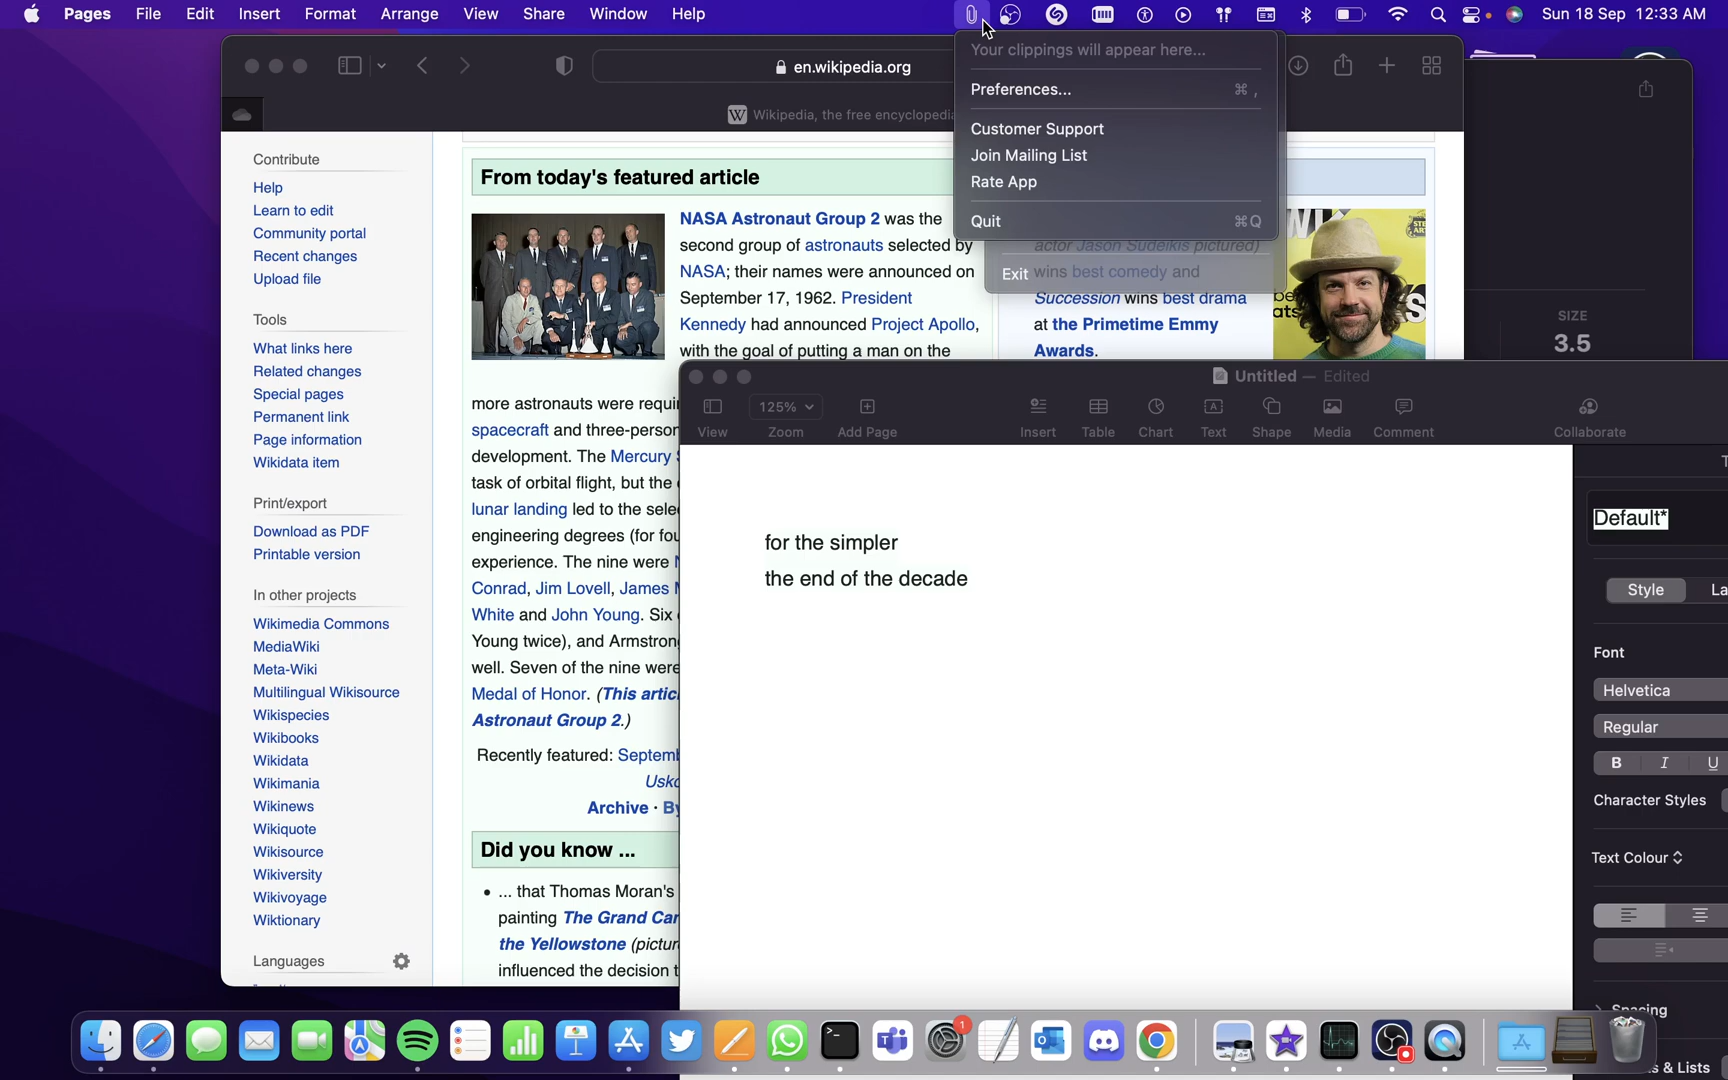 Pages File Edit Insert Format Arrange View Share Window Help
Sun 18 Sep 12:33 AM
Your clippings will appear here...
Preferences... ⌘ ,
Customer Support
Join Mailing List
Rate App
Quit ⌘Q
Exit
en.wikipedia.org
W Wikipedia, the free encyclopedia
Contribute
Help
Learn to edit
Community portal
Recent changes
Upload file
Tools
What links here
Related changes
Special pages
Permanent link
Page information
Wikidata item
Print/export
Download as PDF
Printable version
In other projects
Wikimedia Commons
MediaWiki
Meta-Wiki
Multilingual Wikisource
Wikispecies
Wikibooks
Wikidata
Wikimania
Wikinews
Wikiquote
Wikisource
Wikiversity
Wikivoyage
Wiktionary
Languages
From today's featured article
NASA Astronaut Group 2 was the
second group of astronauts selected by
NASA; their names were announced on
September 17, 1962. President
Kennedy had announced Project Apollo,
with the goal of putting a man on the
more astronauts were requi
spacecraft and three-person
development. The Mercury
task of orbital flight, but the
lunar landing led to the sele
engineering degrees (for fou
experience. The nine were
Conrad, Jim Lovell, James
White and John Young. Six
Young twice), and Armstrong
well. Seven of the nine were
Medal of Honor. (This artic
Astronaut Group 2.)
Recently featured: Septem
Usko
Archive · By
Did you know ...
• ... that Thomas Moran's
painting The Grand Can
the Yellowstone (pictur
influenced the decision t
actor Jason Sudeikis pictured)
wins best comedy and
Succession wins best drama
at the Primetime Emmy
Awards.
SIZE
3.5
Untitled — Edited
125%
View Zoom Add Page Insert Table Chart Text Shape Media Comment Collaborate
for the simpler
the end of the decade
Default*
Style La
Font
Helvetica
Regular
B I U
Character Styles
Text Colour
Spacing
s & Lists
1